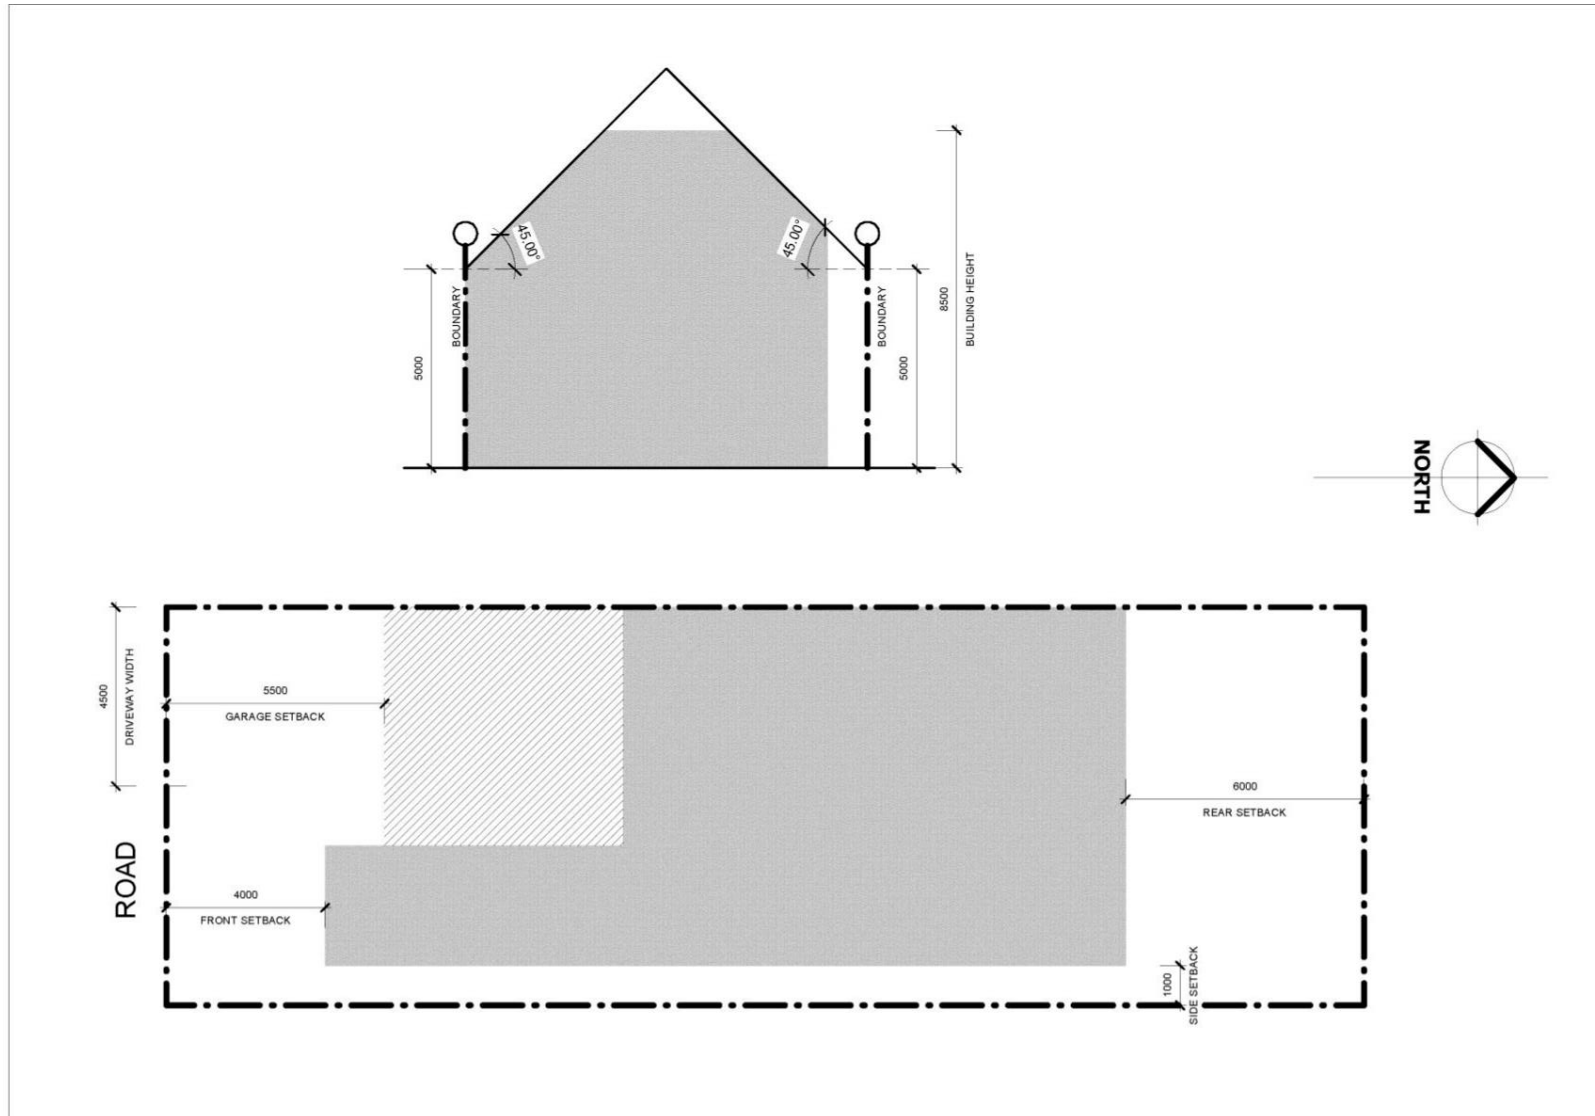 45.00°
45.00°
BOUNDARY
BOUNDARY
5000
5000
8500
BUILDING HEIGHT
NORTH
4500
DRIVEWAY WIDTH
5500
GARAGE SETBACK
6000
REAR SETBACK
ROAD
4000
FRONT SETBACK
1000
SIDE SETBACK